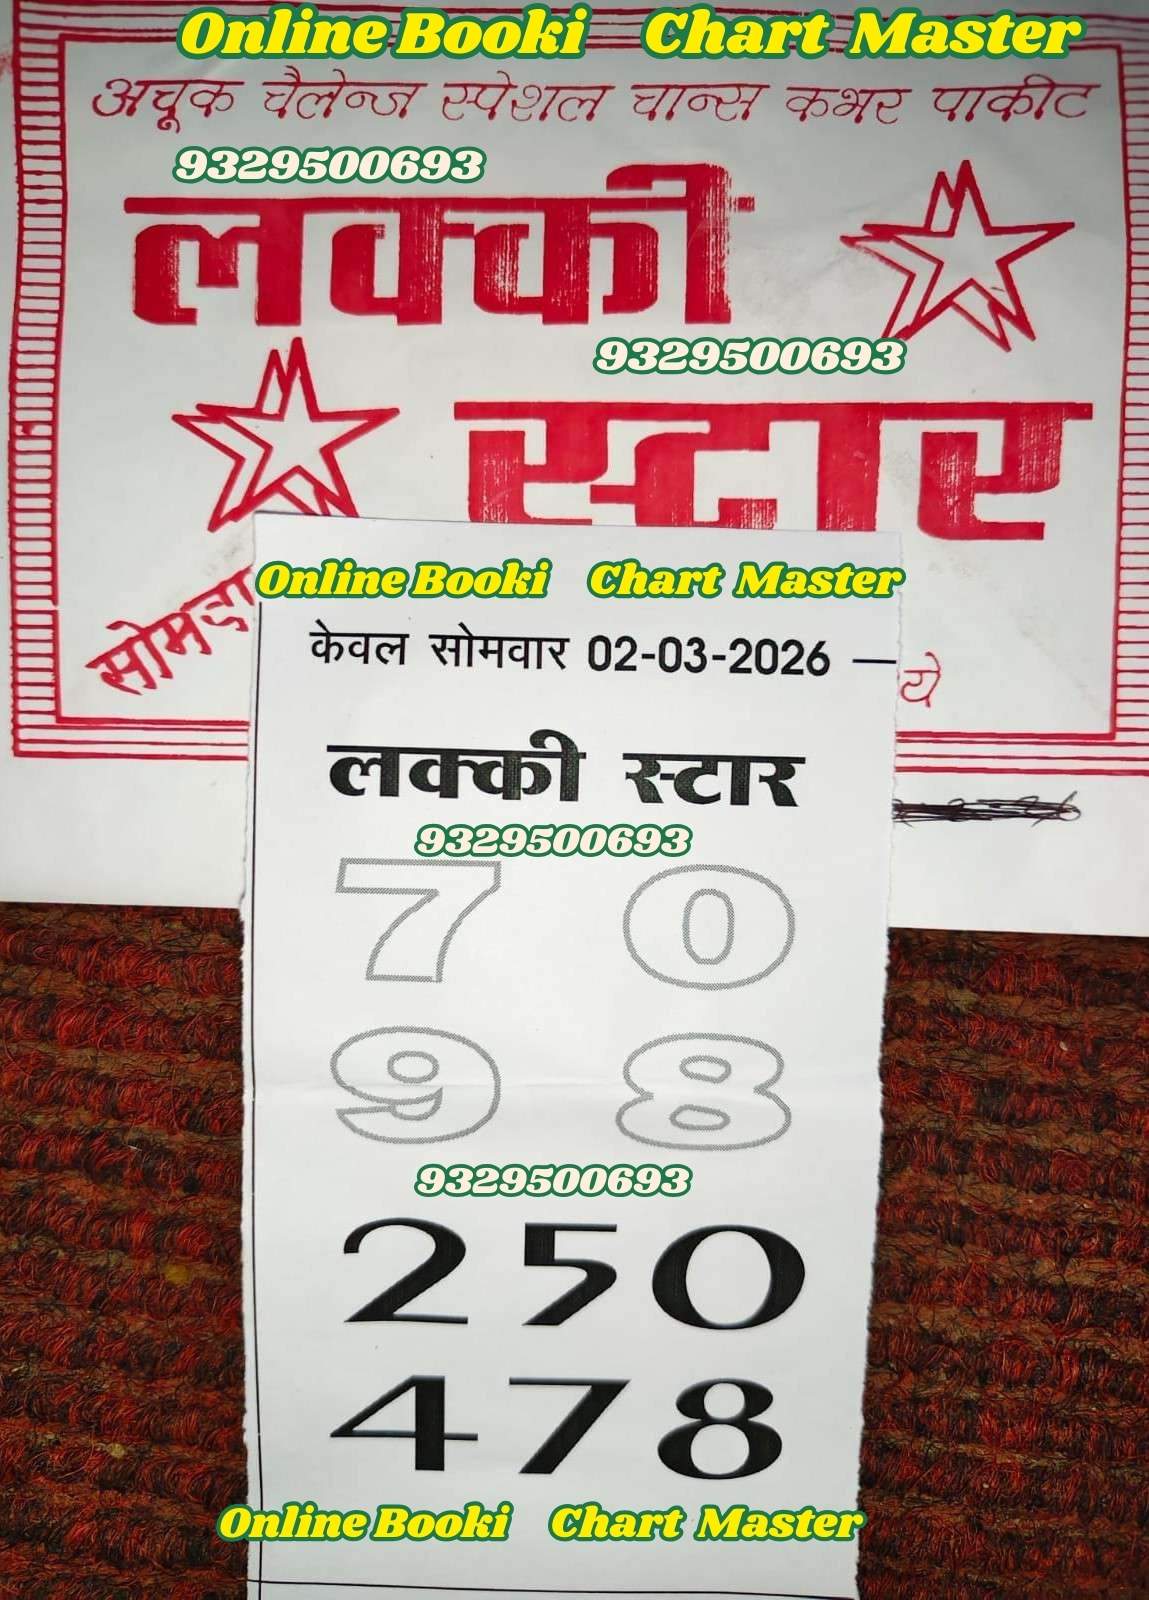 Online Booki Chart Master
अचूक चैलेन्ज स्पेशल चान्स कभर पाकीट
9329500693
लक्की
9329500693
स्टार
Online Booki Chart Master
केवल सोमवार 02-03-2026 —
लक्की स्टार
9329500693
7 0
9 8
9329500693
250
478
Online Booki Chart Master